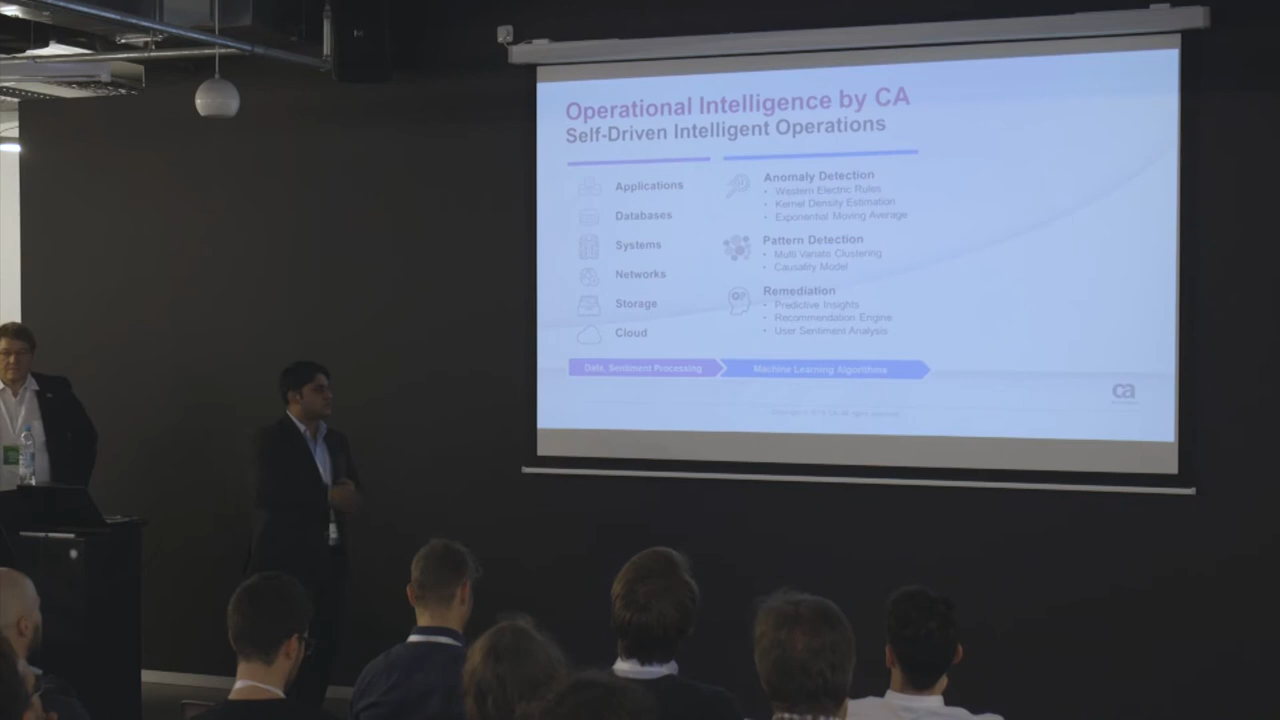 Operational Intelligence by CA
Self-Driven Intelligent Operations
Applications
Databases
Systems
Networks
Storage
Cloud
Anomaly Detection
• Western Electric Rules
• Kernel Density Estimation
• Exponential Moving Average
Pattern Detection
• Multi Variate Clustering
• Causality Model
Remediation
• Predictive Insights
• Recommendation Engine
• User Sentiment Analysis
Data, Sentiment Processing
Machine Learning Algorithms
ca